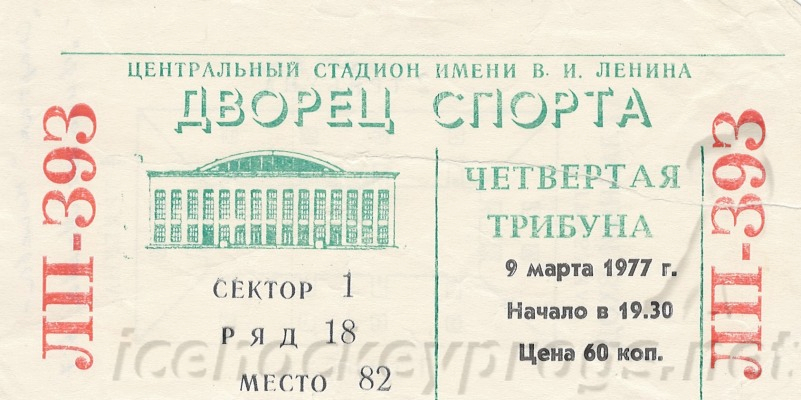 ЦЕНТРАЛЬНЫЙ СТАДИОН ИМЕНИ В. И. ЛЕНИНА
ДВОРЕЦ СПОРТА
ЛП-393
ЧЕТВЕРТАЯ
ТРИБУНА
9 марта 1977 г.
Начало в 19.30
Цена 60 коп.
СЕКТОР 1
РЯД 18
МЕСТО 82
ЛП-393
icehockeyprogs.net